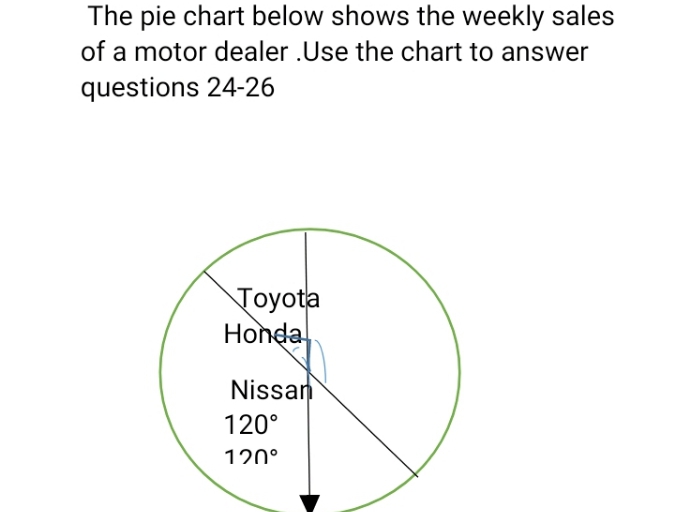 The pie chart below shows the weekly sales
of a motor dealer .Use the chart to answer
questions 24-26
Toyota
Honda
Nissan
120°
120°